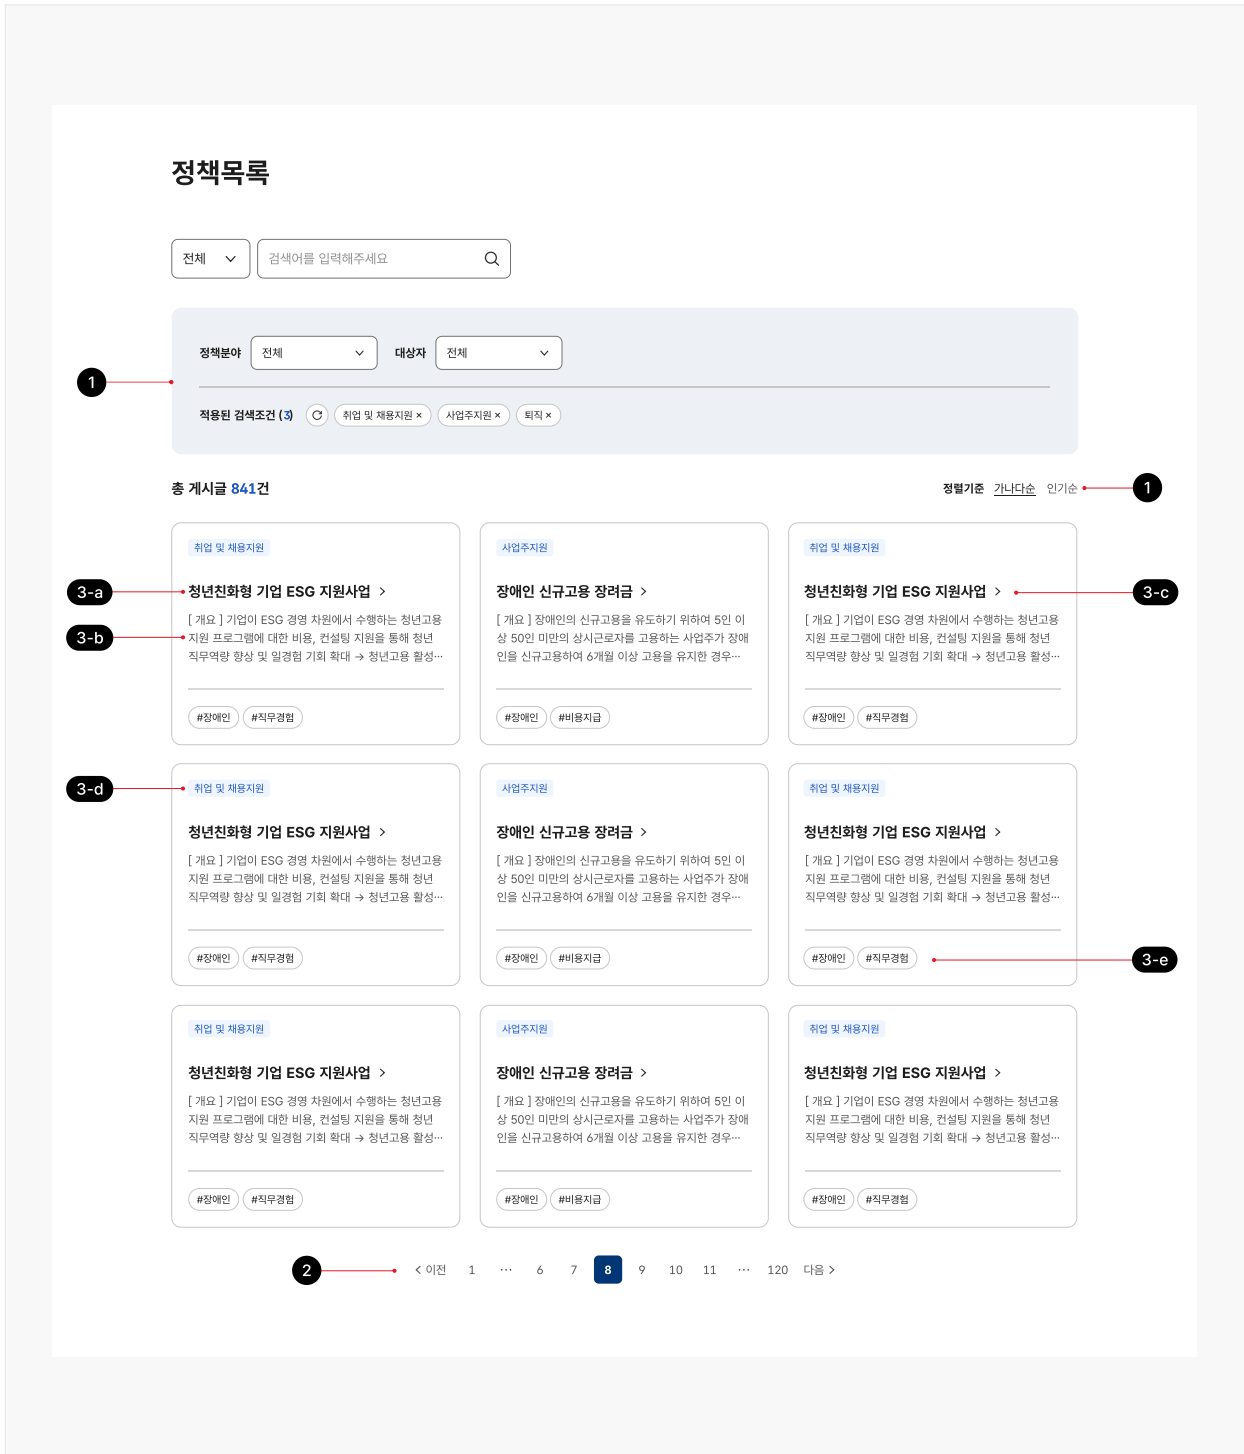 정책목록
전체 검색어를 입력해주세요
정책분야 전체 대상자 전체
1
적용된 검색조건 (3) 취업 및 채용지원 × 사업주지원 × 퇴직 ×
총 게시글 841건
정렬기준 가나다순 인기순
1
취업 및 채용지원
3-a
청년친화형 기업 ESG 지원사업 >
3-b
[ 개요 ] 기업이 ESG 경영 차원에서 수행하는 청년고용
지원 프로그램에 대한 비용, 컨설팅 지원을 통해 청년
직무역량 향상 및 일경험 기회 확대 → 청년고용 활성…
#장애인 #직무경험
사업주지원
장애인 신규고용 장려금 >
[ 개요 ] 장애인의 신규고용을 유도하기 위하여 5인 이
상 50인 미만의 상시근로자를 고용하는 사업주가 장애
인을 신규고용하여 6개월 이상 고용을 유지한 경우…
#장애인 #비용지급
취업 및 채용지원
청년친화형 기업 ESG 지원사업 >
3-c
[ 개요 ] 기업이 ESG 경영 차원에서 수행하는 청년고용
지원 프로그램에 대한 비용, 컨설팅 지원을 통해 청년
직무역량 향상 및 일경험 기회 확대 → 청년고용 활성…
#장애인 #직무경험
3-d
취업 및 채용지원
청년친화형 기업 ESG 지원사업 >
[ 개요 ] 기업이 ESG 경영 차원에서 수행하는 청년고용
지원 프로그램에 대한 비용, 컨설팅 지원을 통해 청년
직무역량 향상 및 일경험 기회 확대 → 청년고용 활성…
#장애인 #직무경험
사업주지원
장애인 신규고용 장려금 >
[ 개요 ] 장애인의 신규고용을 유도하기 위하여 5인 이
상 50인 미만의 상시근로자를 고용하는 사업주가 장애
인을 신규고용하여 6개월 이상 고용을 유지한 경우…
#장애인 #비용지급
취업 및 채용지원
청년친화형 기업 ESG 지원사업 >
[ 개요 ] 기업이 ESG 경영 차원에서 수행하는 청년고용
지원 프로그램에 대한 비용, 컨설팅 지원을 통해 청년
직무역량 향상 및 일경험 기회 확대 → 청년고용 활성…
#장애인 #직무경험
3-e
취업 및 채용지원
청년친화형 기업 ESG 지원사업 >
[ 개요 ] 기업이 ESG 경영 차원에서 수행하는 청년고용
지원 프로그램에 대한 비용, 컨설팅 지원을 통해 청년
직무역량 향상 및 일경험 기회 확대 → 청년고용 활성…
#장애인 #직무경험
사업주지원
장애인 신규고용 장려금 >
[ 개요 ] 장애인의 신규고용을 유도하기 위하여 5인 이
상 50인 미만의 상시근로자를 고용하는 사업주가 장애
인을 신규고용하여 6개월 이상 고용을 유지한 경우…
#장애인 #비용지급
취업 및 채용지원
청년친화형 기업 ESG 지원사업 >
[ 개요 ] 기업이 ESG 경영 차원에서 수행하는 청년고용
지원 프로그램에 대한 비용, 컨설팅 지원을 통해 청년
직무역량 향상 및 일경험 기회 확대 → 청년고용 활성…
#장애인 #직무경험
2
< 이전 1 … 6 7 8 9 10 11 … 120 다음 >